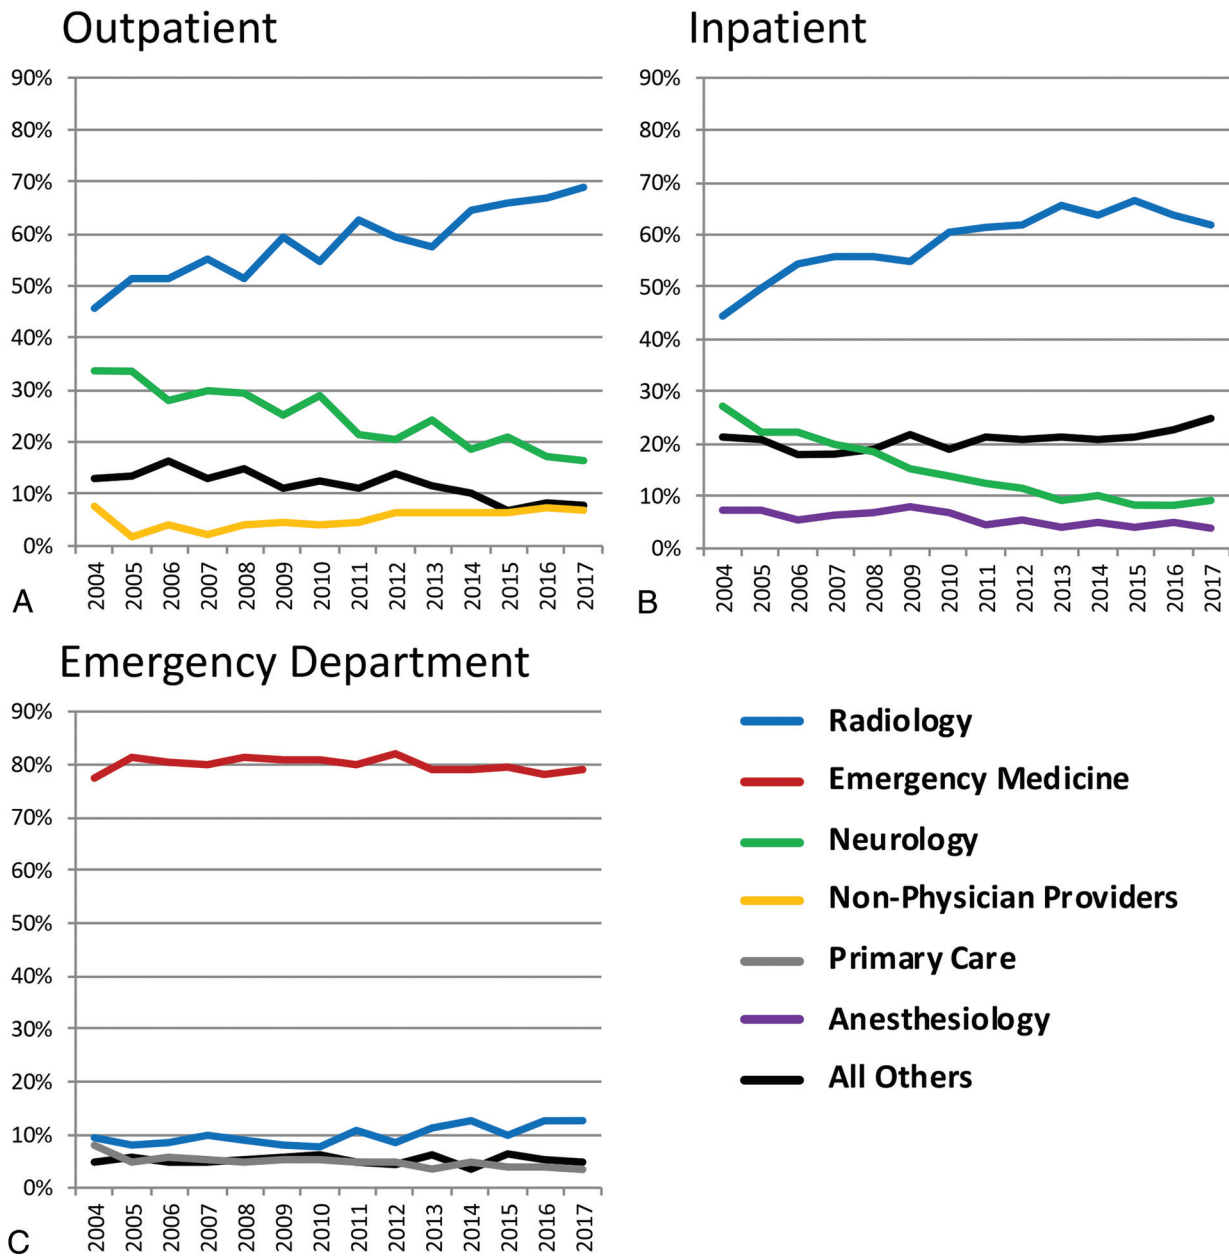 Outpatient
90%
80%
70%
60%
50%
40%
30%
20%
10%
0%
2004 2005 2006 2007 2008 2009 2010 2011 2012 2013 2014 2015 2016 2017
A
Inpatient
90%
80%
70%
60%
50%
40%
30%
20%
10%
0%
2004 2005 2006 2007 2008 2009 2010 2011 2012 2013 2014 2015 2016 2017
B
Emergency Department
90%
80%
70%
60%
50%
40%
30%
20%
10%
0%
2004 2005 2006 2007 2008 2009 2010 2011 2012 2013 2014 2015 2016 2017
C
Radiology
Emergency Medicine
Neurology
Non-Physician Providers
Primary Care
Anesthesiology
All Others